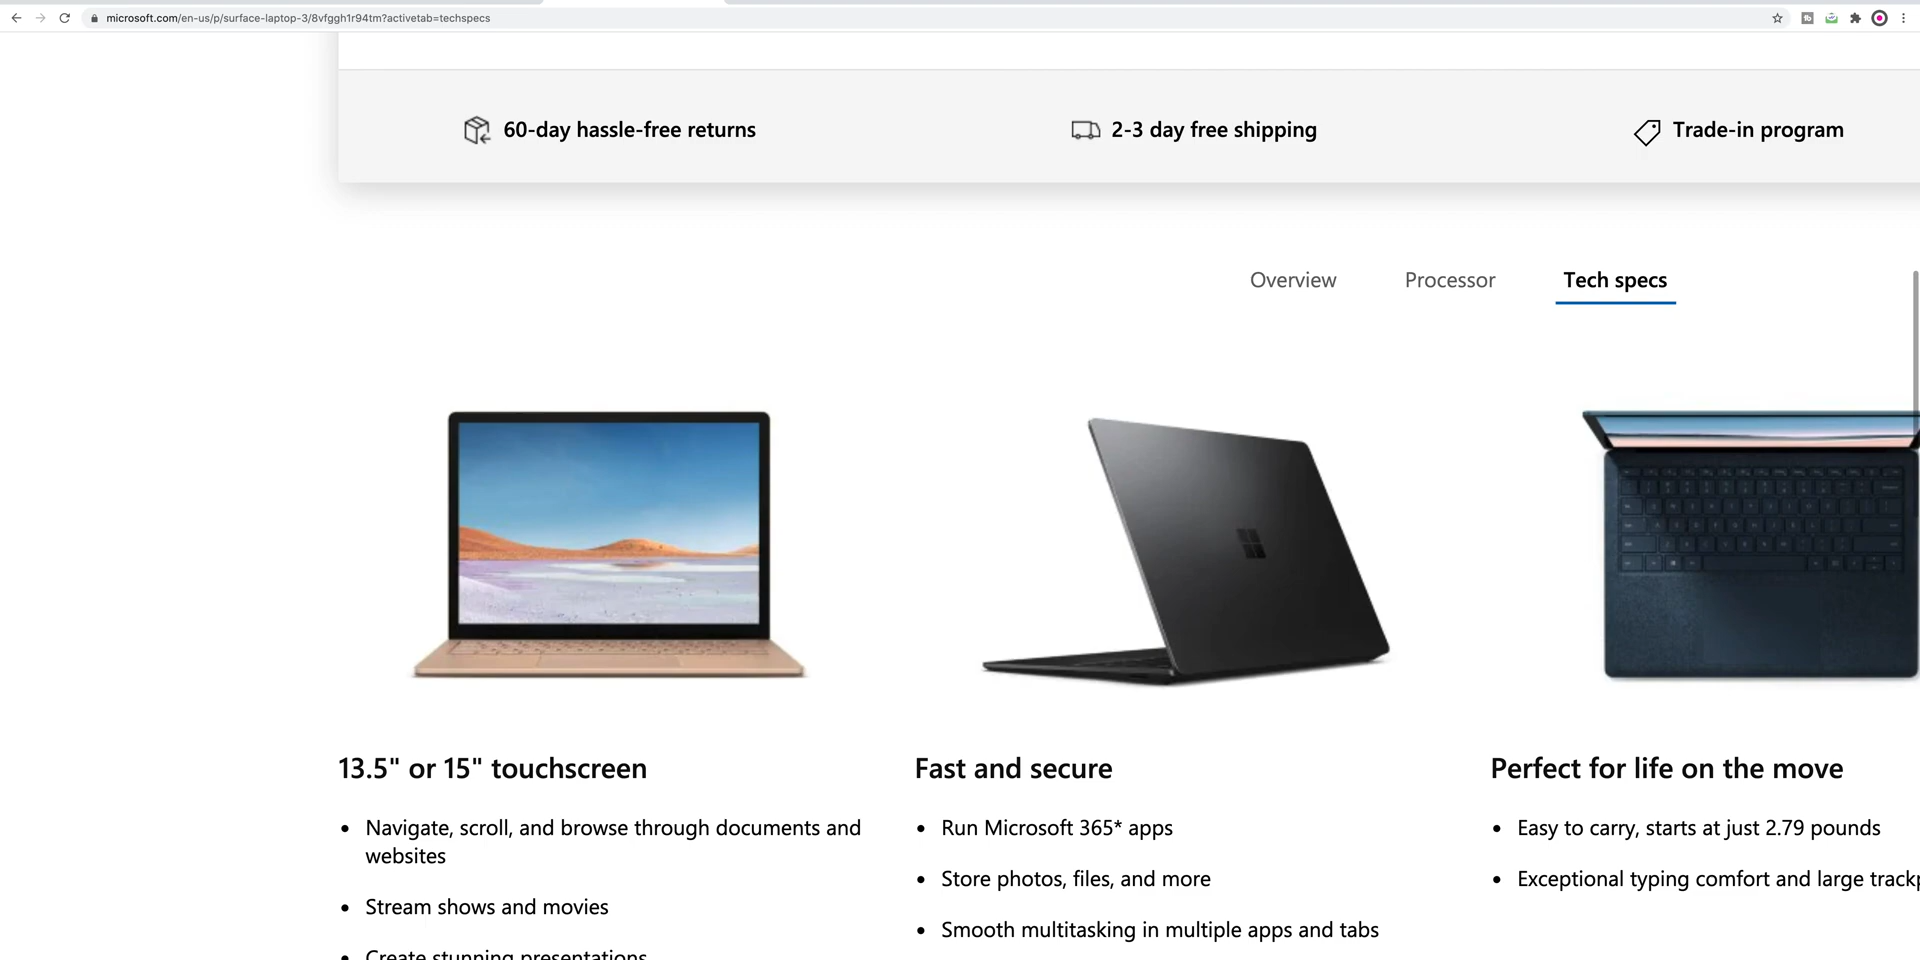 microsoft.com/en-us/p/surface-laptop-3/8vfggh1r94tm?activetab=techspecs
60-day hassle-free returns
2-3 day free shipping
Trade-in program
Overview
Processor
Tech specs
13.5" or 15" touchscreen
Navigate, scroll, and browse through documents and
websites
Stream shows and movies
Create stunning presentations
Fast and secure
Run Microsoft 365* apps
Store photos, files, and more
Smooth multitasking in multiple apps and tabs
Perfect for life on the move
Easy to carry, starts at just 2.79 pounds
Exceptional typing comfort and large trackp